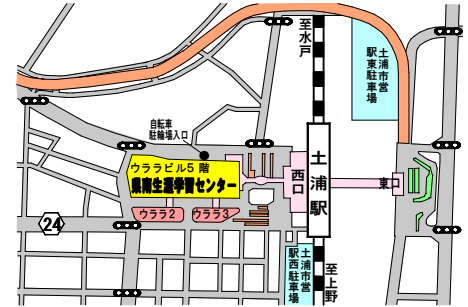 至水戸
土浦市営
駅東駐車場
自転車
駐輪場入口
ウララビル5階
県南生涯学習センター
ウララ2
ウララ3
西口
土浦駅
東口
24
土浦市営
駅西駐車場
至上野